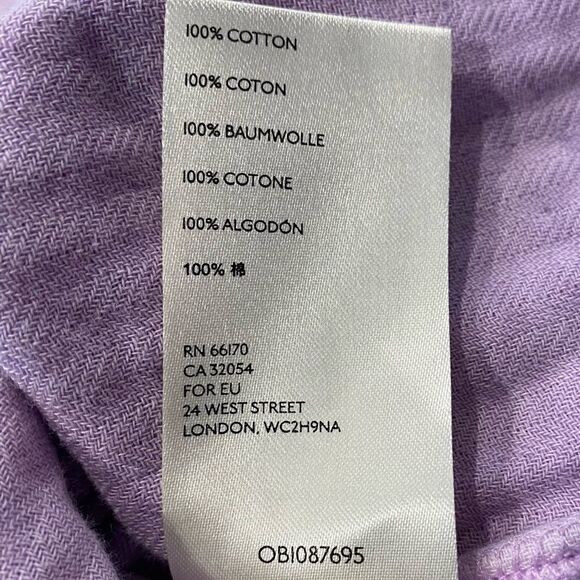 100% COTTON
100% COTON
100% BAUMWOLLE
100% COTONE
100% ALGODÓN
100% 棉
RN 66170
CA 32054
FOR EU
24 WEST STREET
LONDON, WC2H9NA
OB1087695